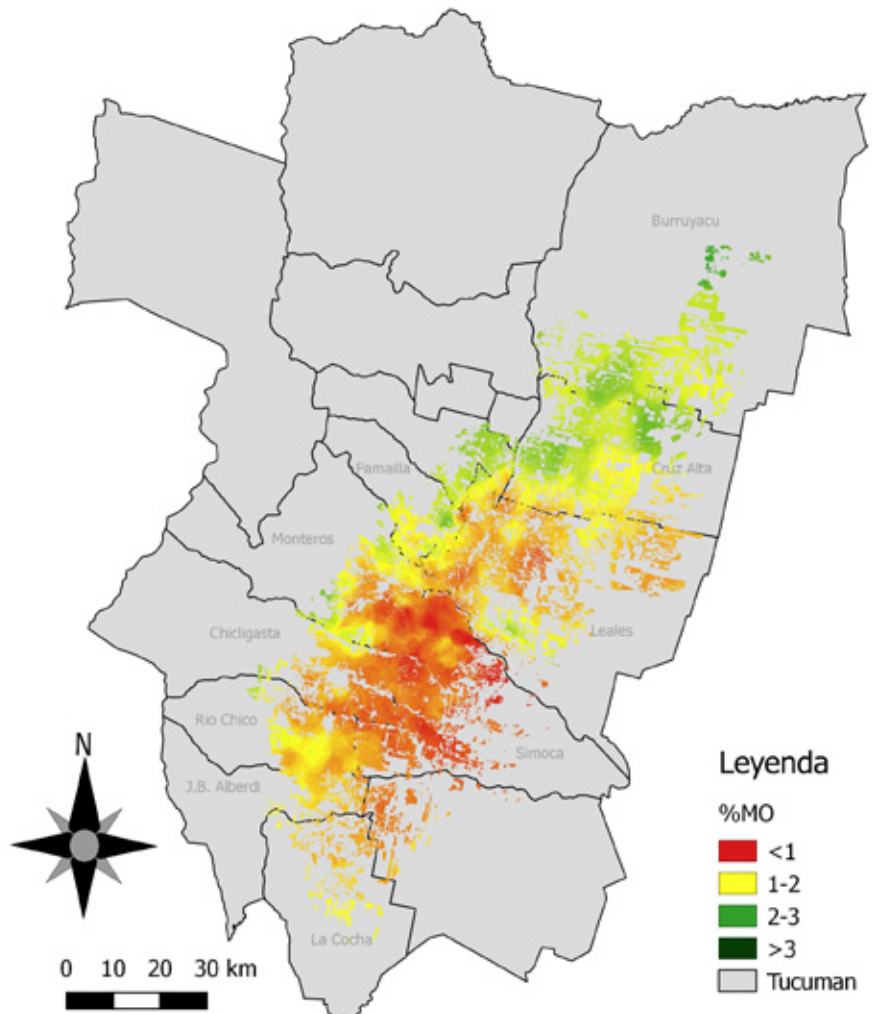 Burruyacu
Famailla
Cruz Alta
Monteros
Chicligasta
Leales
Rio Chico
Simoca
J.B. Alberdi
La Cocha
N
0 10 20 30 km
Leyenda
%MO
<1
1-2
2-3
>3
Tucuman